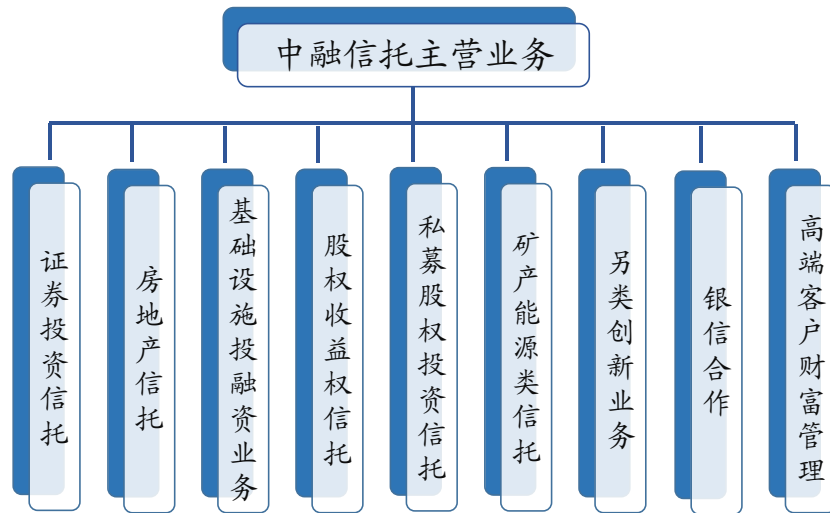 中融信托主营业务
证券投资信托
房地产信托
基础设施投融资业务
股权收益权信托
私募股权投资信托
矿产能源类信托
另类创新业务
银信合作
高端客户财富管理